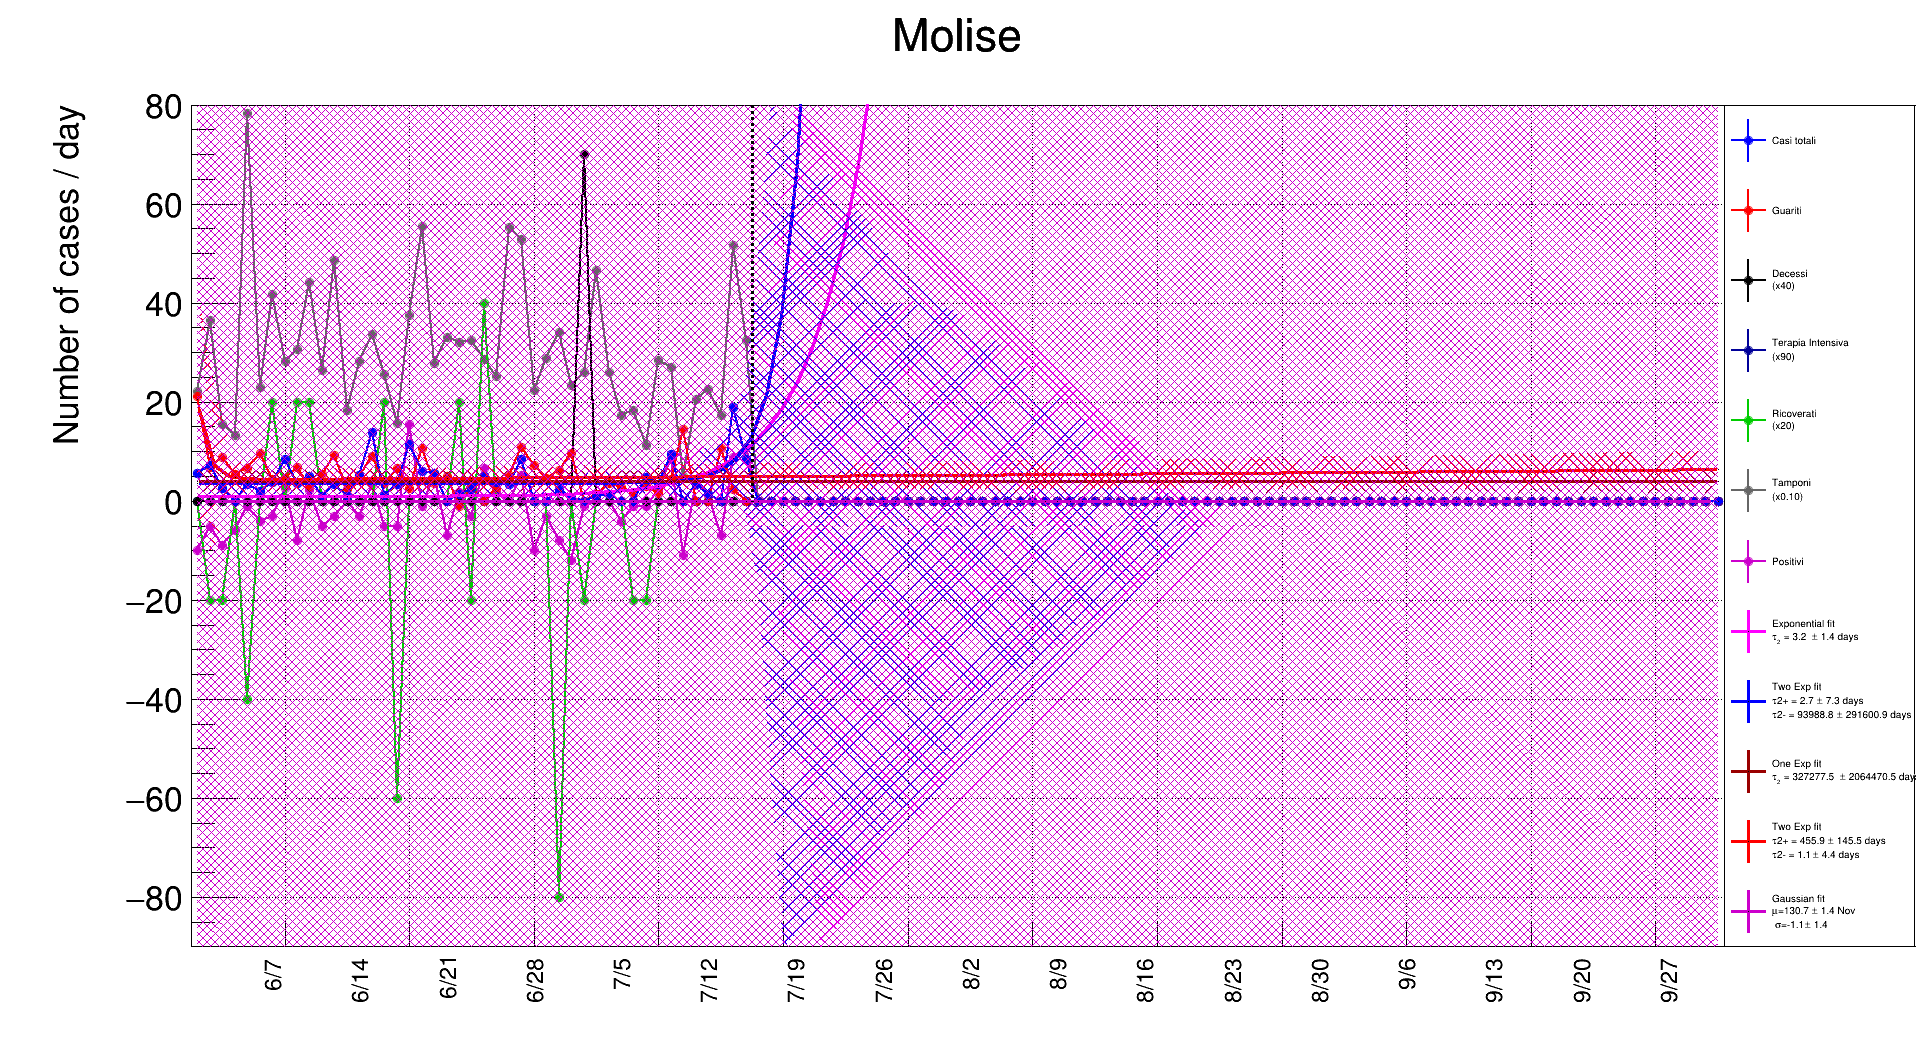 Molise
Number of cases / day
80
60
40
20
0
−20
−40
−60
−80
6/7
6/14
6/21
6/28
7/5
7/12
7/19
7/26
8/2
8/9
8/16
8/23
8/30
9/6
9/13
9/20
9/27
Casi totali
Guariti
Decessi
(x40)
Terapia Intensiva
(x90)
Ricoverati
(x20)
Tamponi
(x0.10)
Positivi
Exponential fit
τ₂ = 3.2 ± 1.4 days
Two Exp fit
τ2+ = 2.7 ± 7.3 days
τ2- = 93988.8 ± 291600.9 days
One Exp fit
τ₂ = 327277.5 ± 2064470.5 day
Two Exp fit
τ2+ = 455.9 ± 145.5 days
τ2- = 1.1 ± 4.4 days
Gaussian fit
μ=130.7 ± 1.4 Nov
σ=-1.1± 1.4